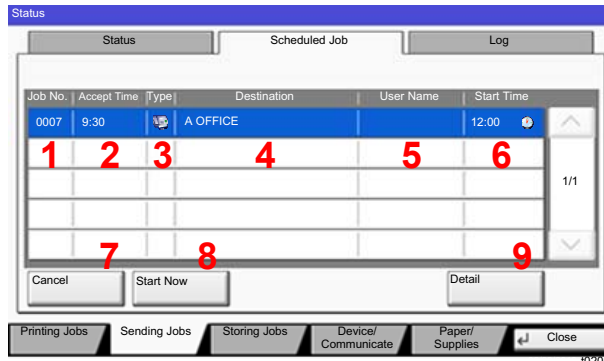 Status
Status Scheduled Job Log
Job No. Accept Time Type Destination User Name Start Time
0007 9:30 A OFFICE 12:00
1 2 3 4 5 6
1/1
7 8 9
Cancel Start Now Detail
Printing Jobs Sending Jobs Storing Jobs Device/ Communicate Paper/ Supplies Close